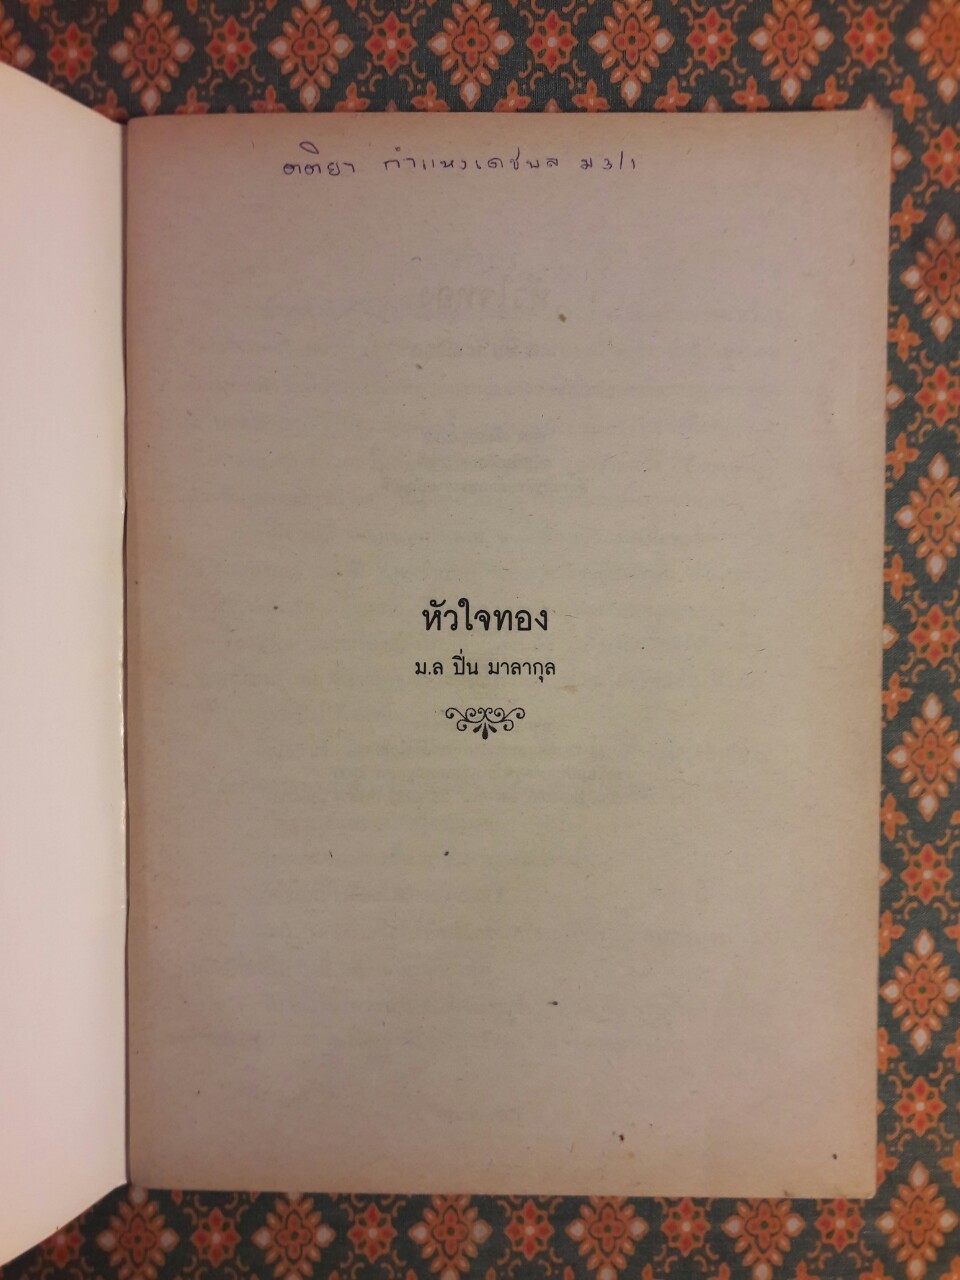 ตติยา กำแหงเดชพล ม 3/1
หัวใจทอง
ม.ล ปิ่น มาลากุล